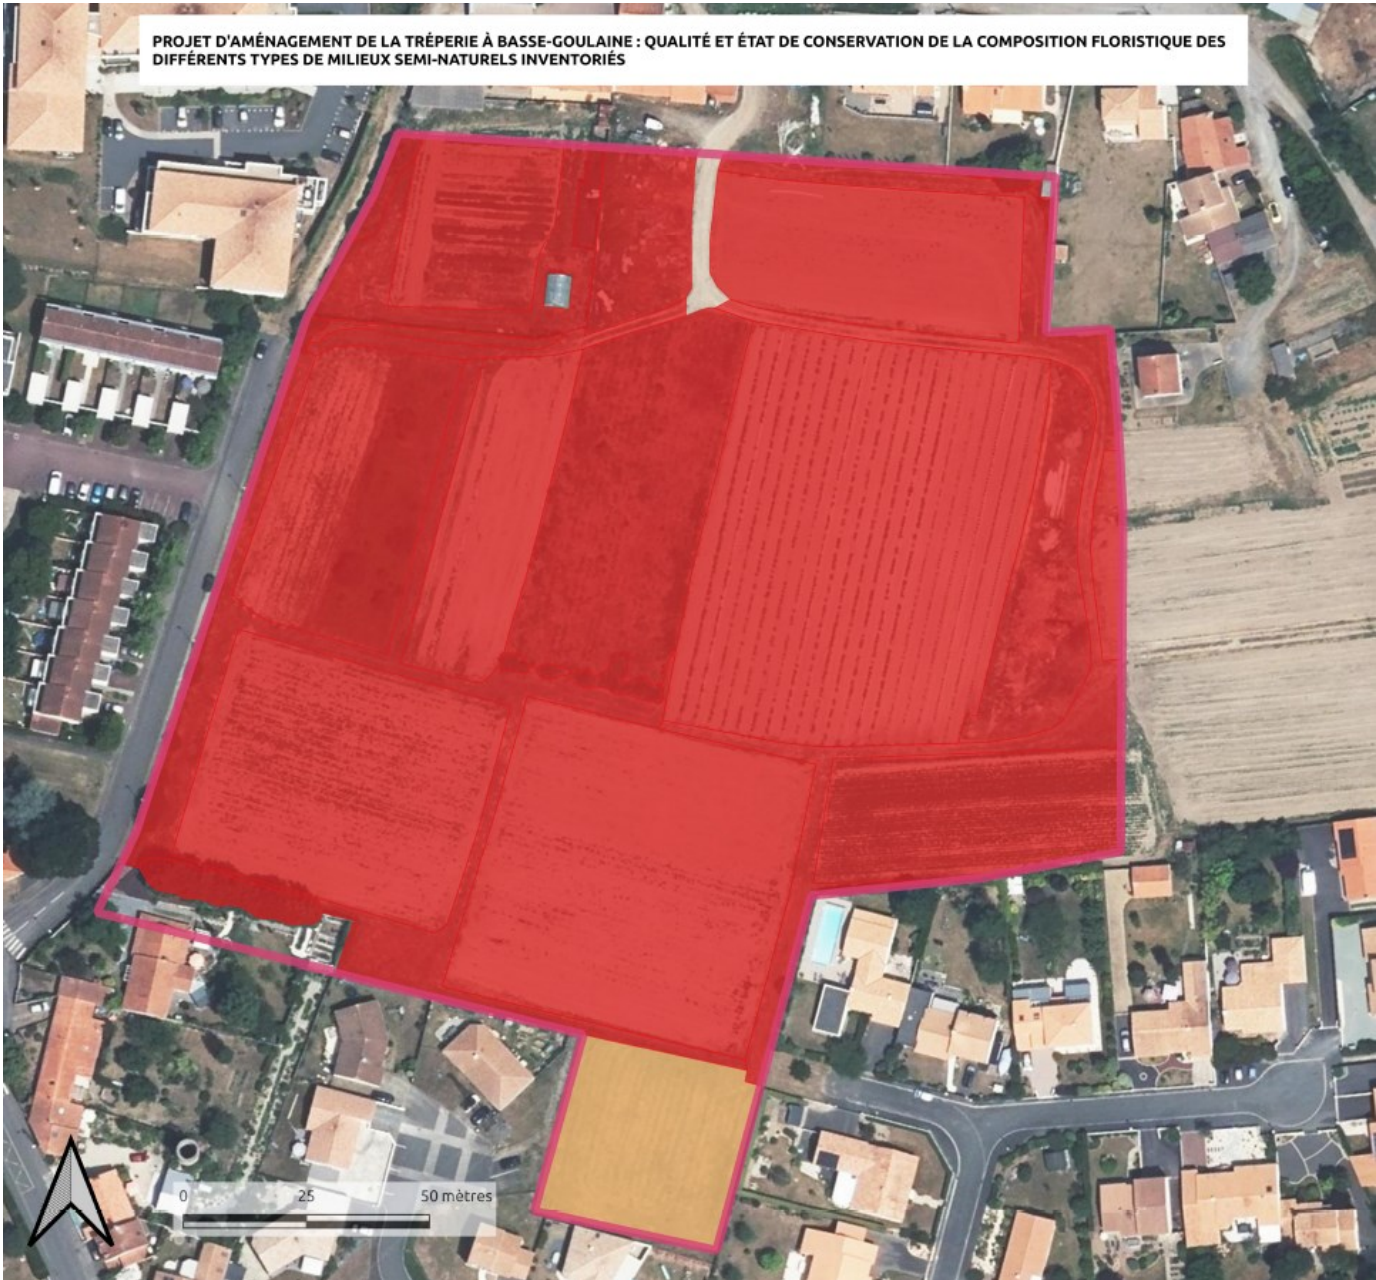 PROJET D'AMÉNAGEMENT DE LA TRÉPERIE À BASSE-GOULAINE : QUALITÉ ET ÉTAT DE CONSERVATION DE LA COMPOSITION FLORISTIQUE DES
DIFFÉRENTS TYPES DE MILIEUX SEMI-NATURELS INVENTORIÉS
0 25 50 mètres